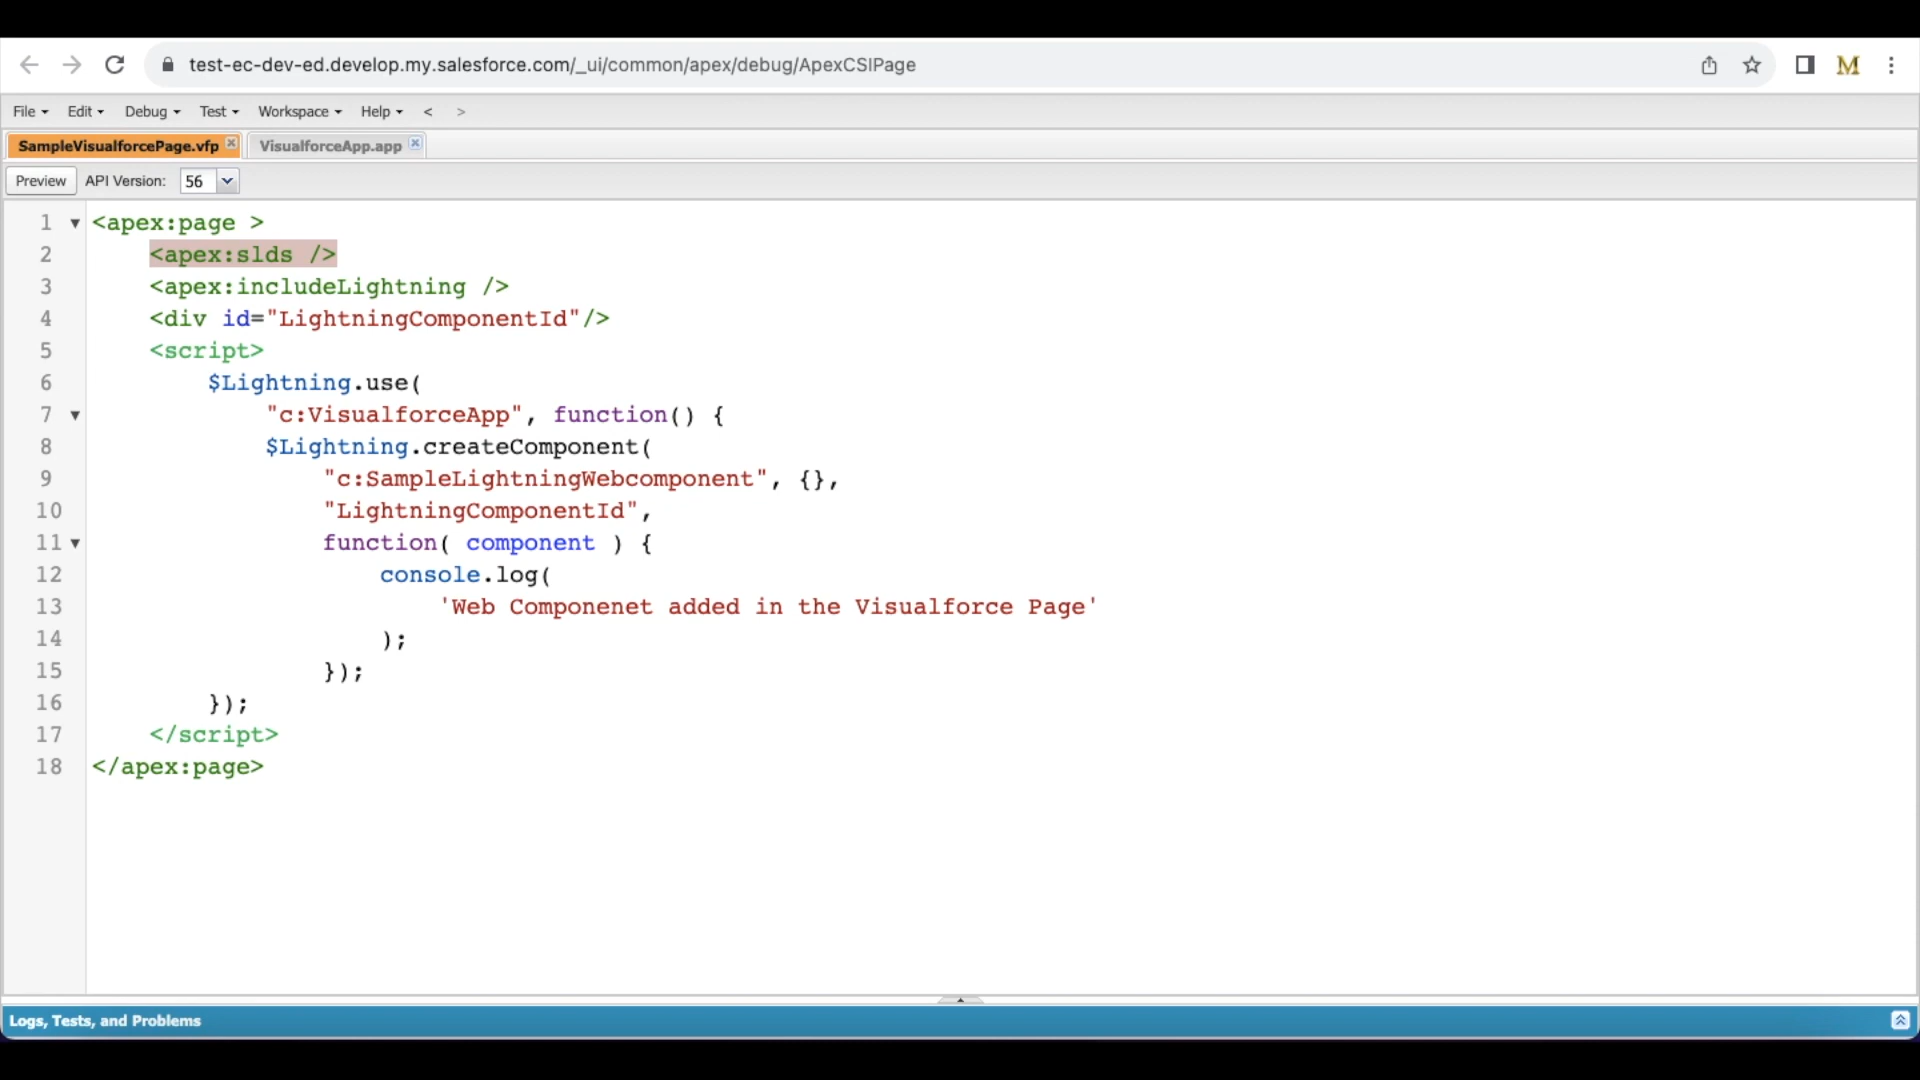 test-ec-dev-ed.develop.my.salesforce.com/_ui/common/apex/debug/ApexCSIPage
M
File Edit Debug Test Workspace Help < >
SampleVisualforcePage.vfp VisualforceApp.app
Preview API Version: 56
1 <apex:page >
2 <apex:slds />
3 <apex:includeLightning />
4 <div id="LightningComponentId"/>
5 <script>
6 $Lightning.use(
7 "c:VisualforceApp", function() {
8 $Lightning.createComponent(
9 "c:SampleLightningWebcomponent", {},
10 "LightningComponentId",
11 function( component ) {
12 console.log(
13 'Web Componenet added in the Visualforce Page'
14 );
15 });
16 });
17 </script>
18 </apex:page>
Logs, Tests, and Problems